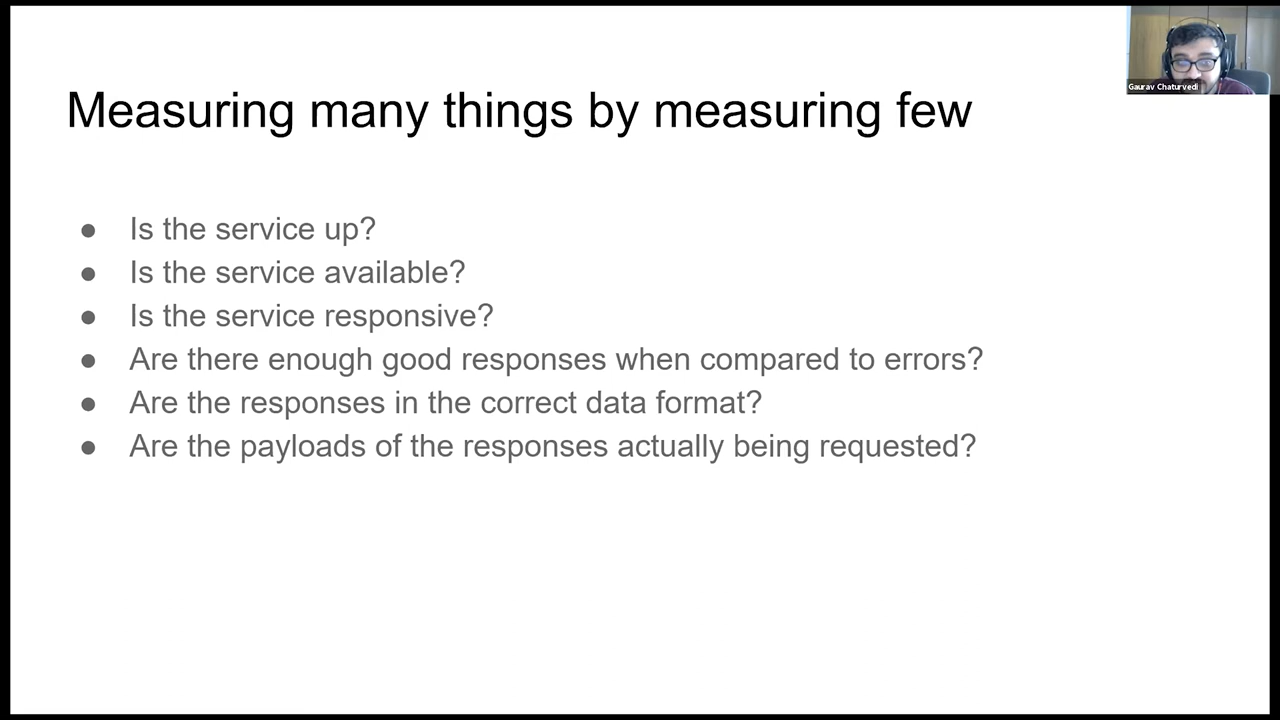 Measuring many things by measuring few
Gaurav Chaturvedi
● Is the service up?
● Is the service available?
● Is the service responsive?
● Are there enough good responses when compared to errors?
● Are the responses in the correct data format?
● Are the payloads of the responses actually being requested?